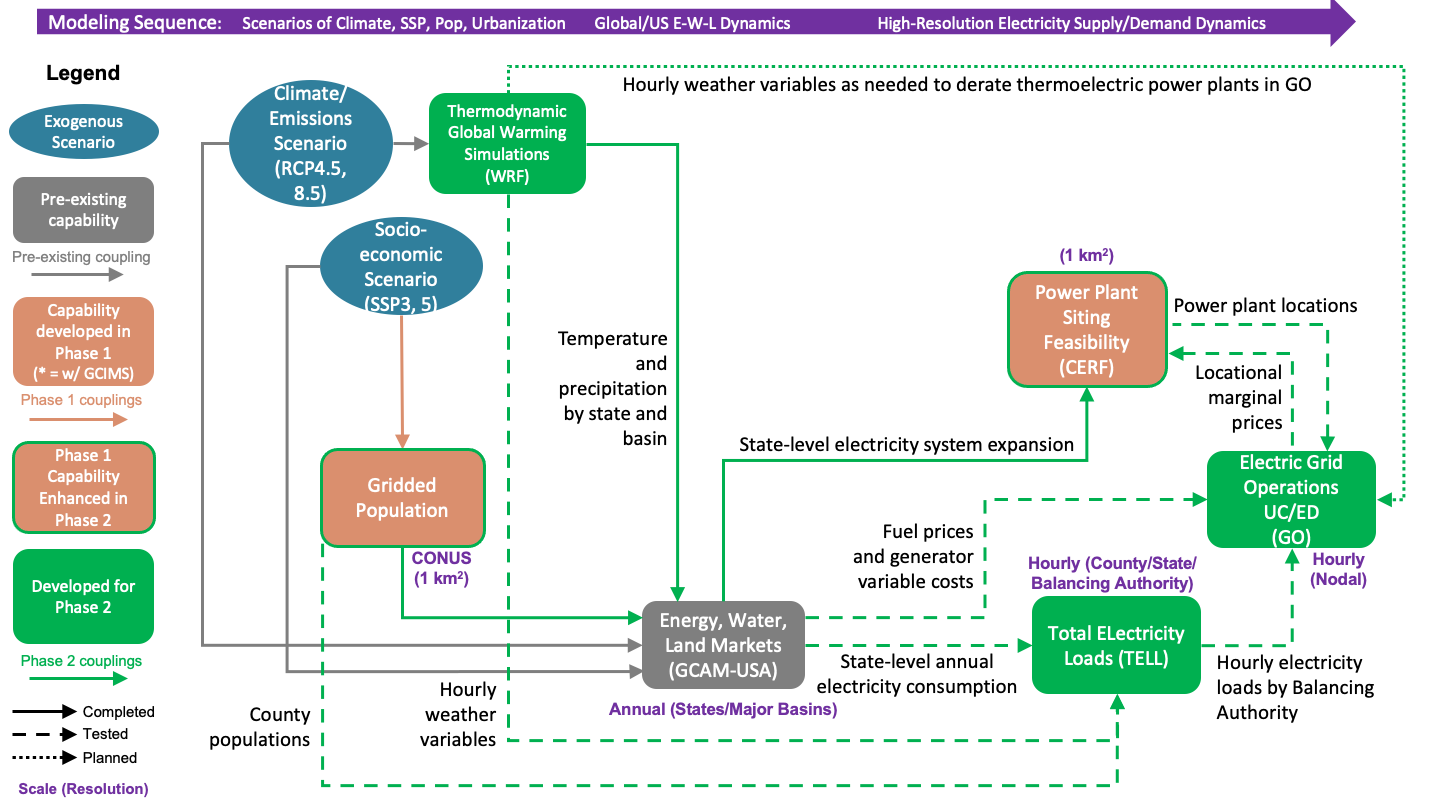 Modeling Sequence: Scenarios of Climate, SSP, Pop, Urbanization Global/US E-W-L Dynamics High-Resolution Electricity Supply/Demand Dynamics
Legend
Exogenous
Scenario
Pre-existing
capability
Pre-existing coupling
Capability
developed in
Phase 1
(* = w/ GCIMS)
Phase 1 couplings
Phase 1
Capability
Enhanced in
Phase 2
Developed for
Phase 2
Phase 2 couplings
Completed
Tested
Planned
Scale (Resolution)
Climate/
Emissions
Scenario
(RCP4.5,
8.5)
Thermodynamic
Global Warming
Simulations
(WRF)
Hourly weather variables as needed to derate thermoelectric power plants in GO
Socio-
economic
Scenario
(SSP3, 5)
Temperature
and
precipitation
by state and
basin
(1 km²)
Power Plant
Siting
Feasibility
(CERF)
Power plant locations
Locational
marginal
prices
State-level electricity system expansion
Gridded
Population
CONUS
(1 km²)
Electric Grid
Operations
UC/ED
(GO)
Hourly
(Nodal)
Fuel prices
and generator
variable costs
Hourly (County/State/
Balancing Authority)
Energy, Water,
Land Markets
(GCAM-USA)
Annual (States/Major Basins)
State-level annual
electricity consumption
Total ELectricity
Loads (TELL)
Hourly electricity
loads by Balancing
Authority
County
populations
Hourly
weather
variables